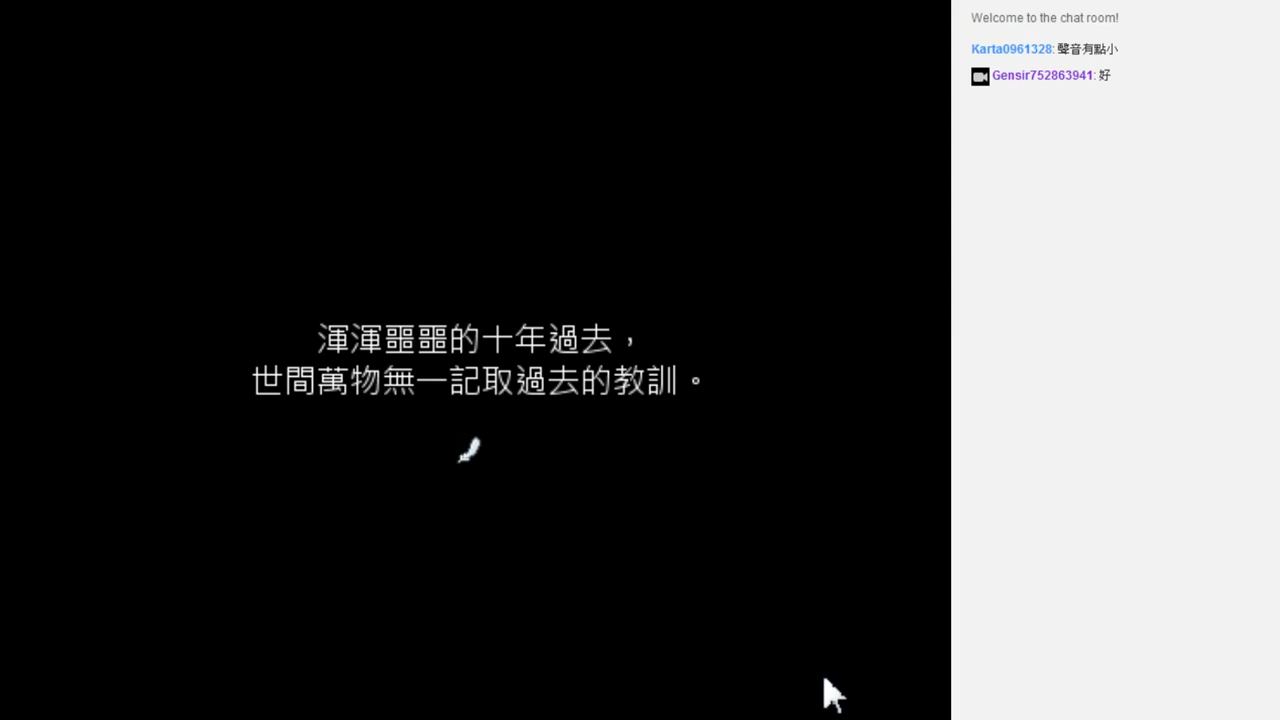 渾渾噩噩的十年過去，
世間萬物無一記取過去的教訓。
Welcome to the chat room!
Karta0961328: 聲音有點小
Gensir752863941: 好